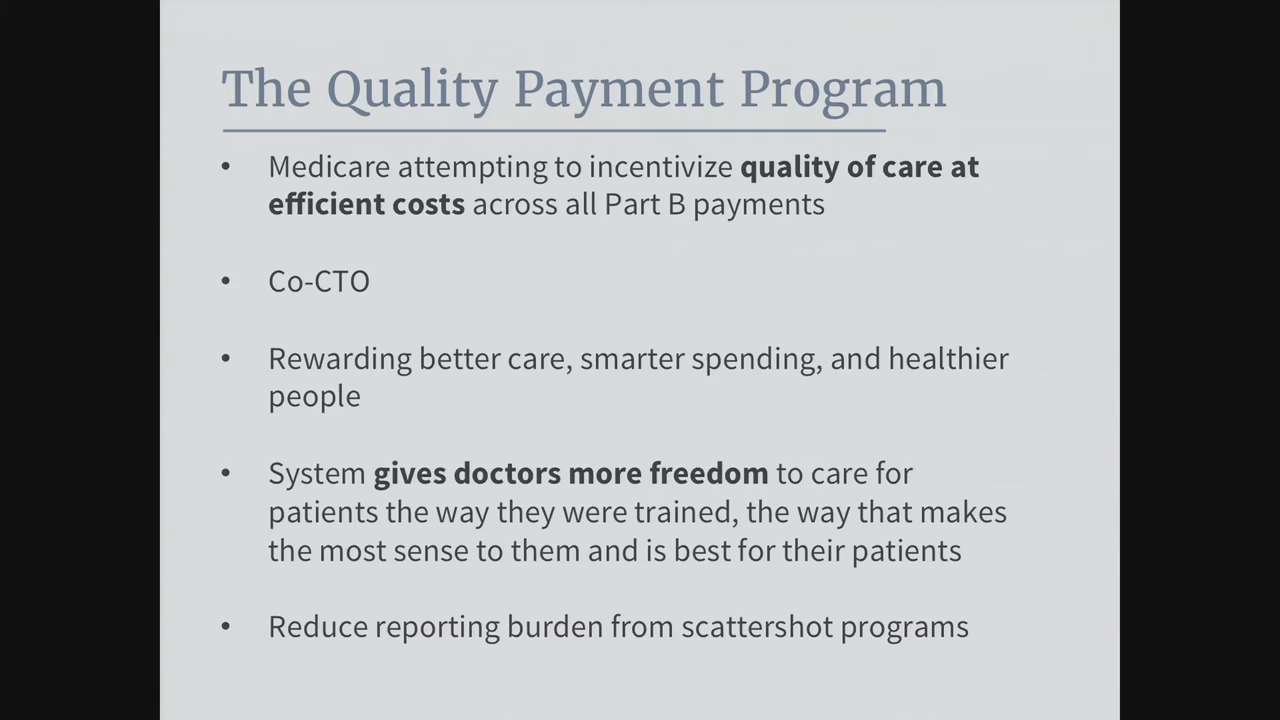 The Quality Payment Program
• Medicare attempting to incentivize quality of care at
efficient costs across all Part B payments
• Co-CTO
• Rewarding better care, smarter spending, and healthier
people
• System gives doctors more freedom to care for
patients the way they were trained, the way that makes
the most sense to them and is best for their patients
• Reduce reporting burden from scattershot programs